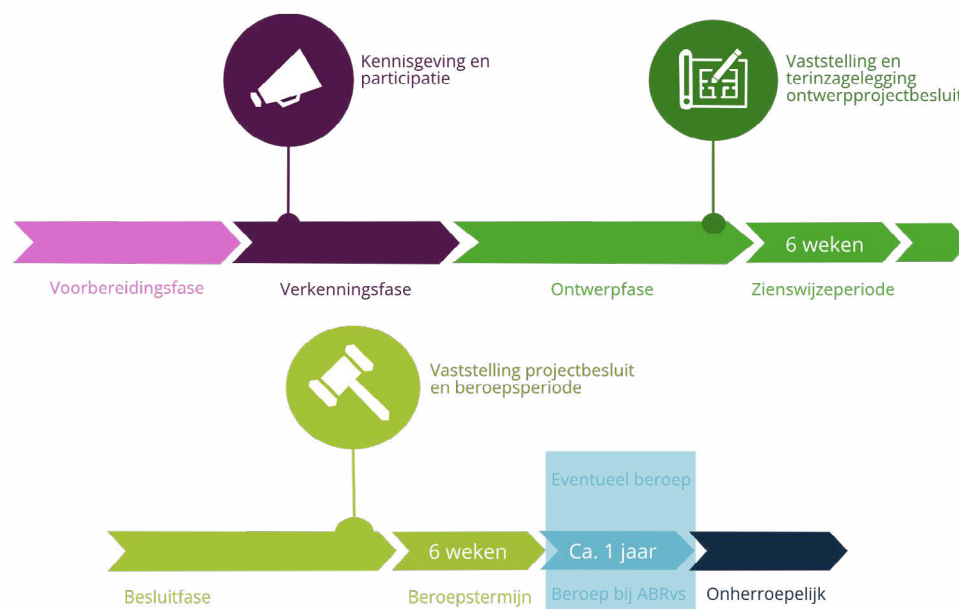 Kennisgeving en
participatie
Vaststelling en
terinzagelegging
ontwerpprojectbesluit
6 weken
Voorbereidingsfase
Verkenningsfase
Ontwerpfase
Zienswijzeperiode
Vaststelling projectbesluit
en beroepsperiode
Eventueel beroep
6 weken
Ca. 1 jaar
Besluitfase
Beroepstermijn
Beroep bij ABRvs
Onherroepelijk